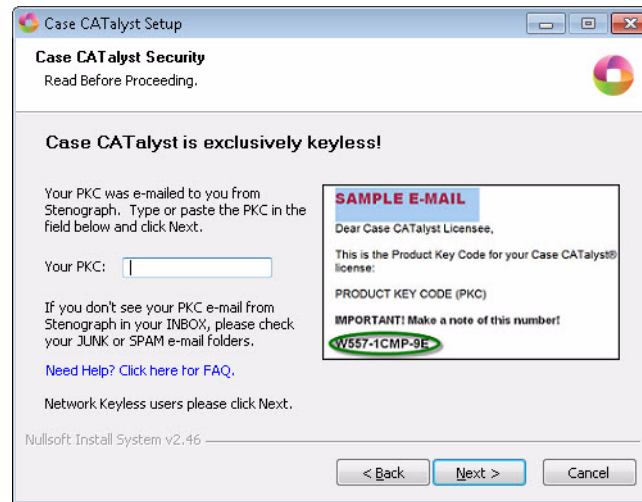 Case CATalyst Setup
Case CATalyst Security
Read Before Proceeding.
Case CATalyst is exclusively keyless!
Your PKC was e-mailed to you from
Stenograph. Type or paste the PKC in the
field below and click Next.
Your PKC:
If you don't see your PKC e-mail from
Stenograph in your INBOX, please check
your JUNK or SPAM e-mail folders.
Need Help? Click here for FAQ.
Network Keyless users please click Next.
SAMPLE E-MAIL
Dear Case CATalyst Licensee,
This is the Product Key Code for your Case CATalyst®
license:
PRODUCT KEY CODE (PKC)
IMPORTANT! Make a note of this number!
W557-1CMP-9E
Nullsoft Install System v2.46
< Back
Next >
Cancel